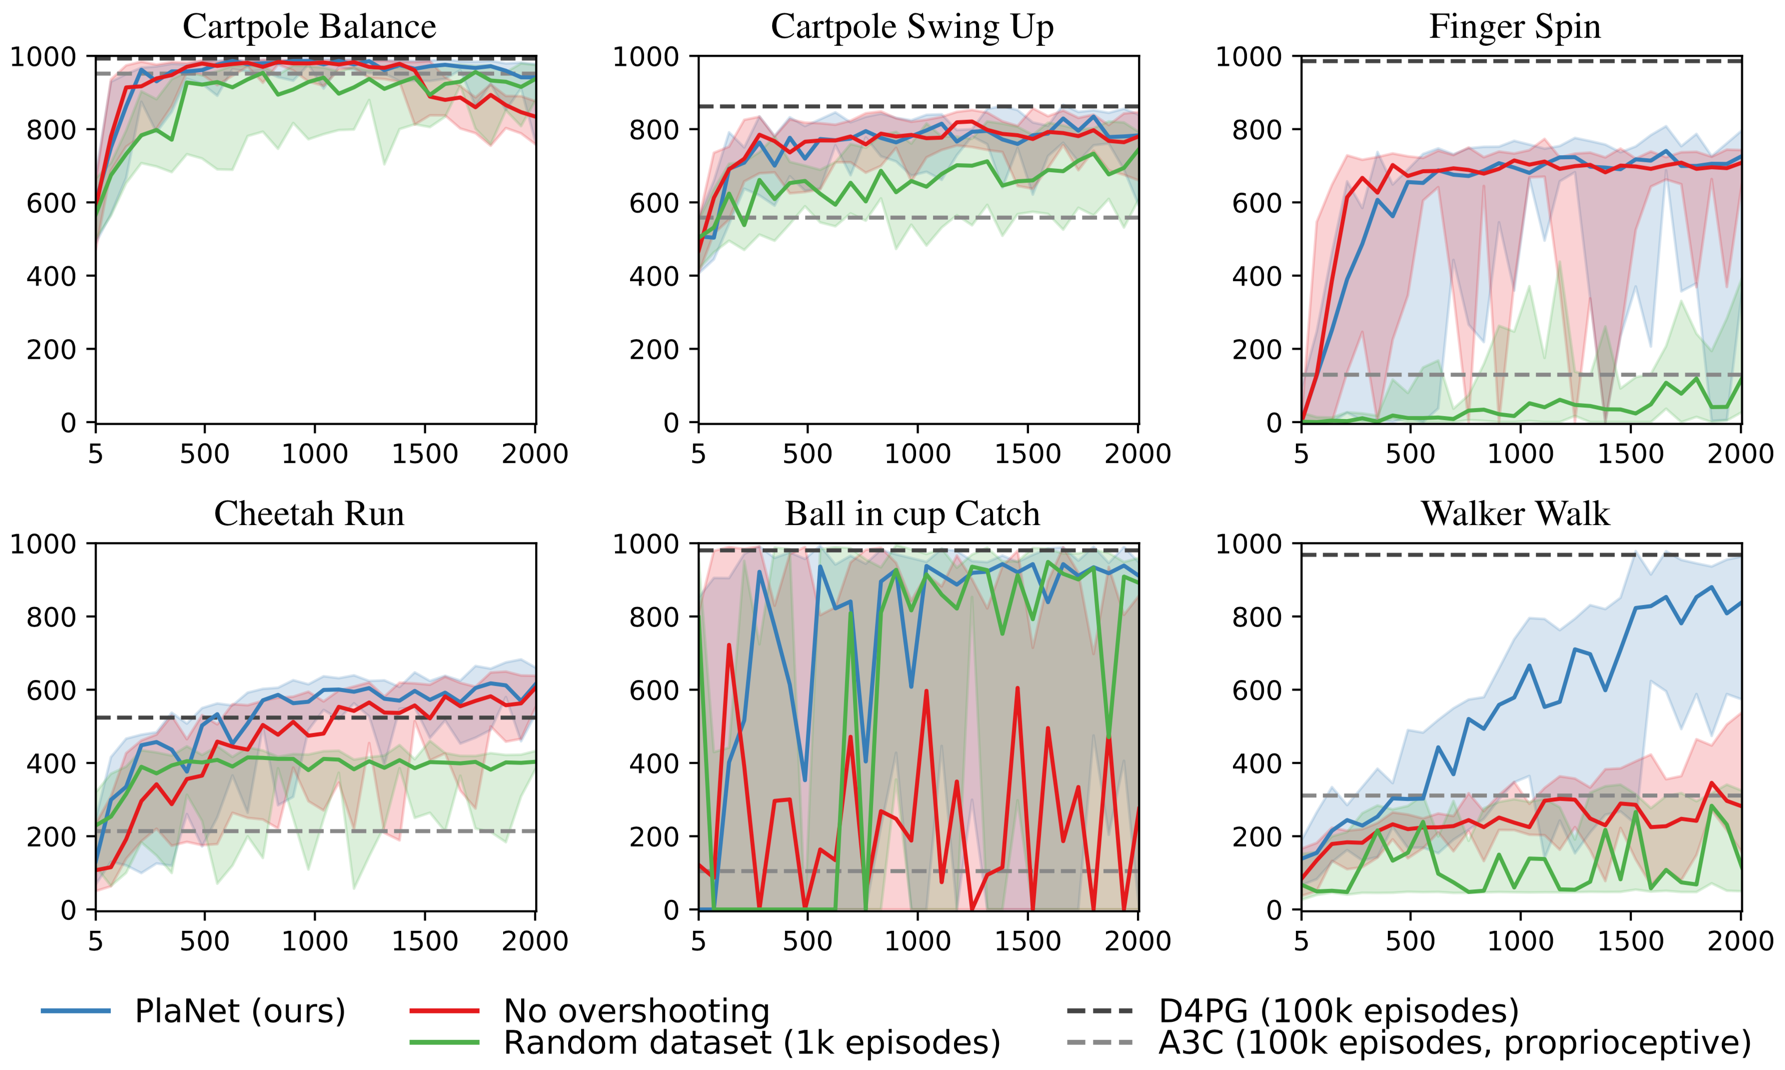 Cartpole Balance
1000
800
600
400
200
0
5 500 1000 1500 2000
Cartpole Swing Up
1000
800
600
400
200
0
5 500 1000 1500 2000
Finger Spin
1000
800
600
400
200
0
5 500 1000 1500 2000
Cheetah Run
1000
800
600
400
200
0
5 500 1000 1500 2000
Ball in cup Catch
1000
800
600
400
200
0
5 500 1000 1500 2000
Walker Walk
1000
800
600
400
200
0
5 500 1000 1500 2000
PlaNet (ours)
No overshooting
Random dataset (1k episodes)
D4PG (100k episodes)
A3C (100k episodes, proprioceptive)